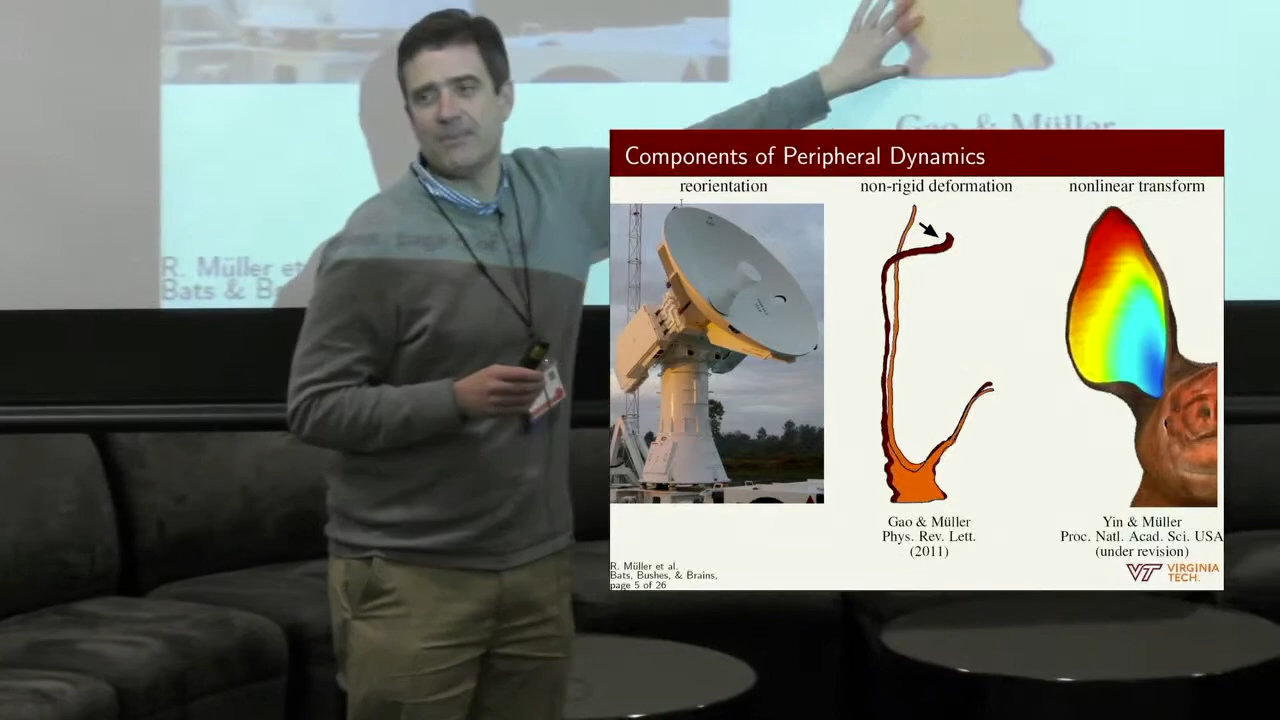 Gao & Müller
R. Müller et
Bats & B
Components of Peripheral Dynamics
reorientation
non-rigid deformation
nonlinear transform
Gao & Müller
Phys. Rev. Lett.
(2011)
Yin & Müller
Proc. Natl. Acad. Sci. USA
(under revision)
R. Müller et al.
Bats, Bushes, & Brains,
page 5 of 26
VT VIRGINIA
TECH.